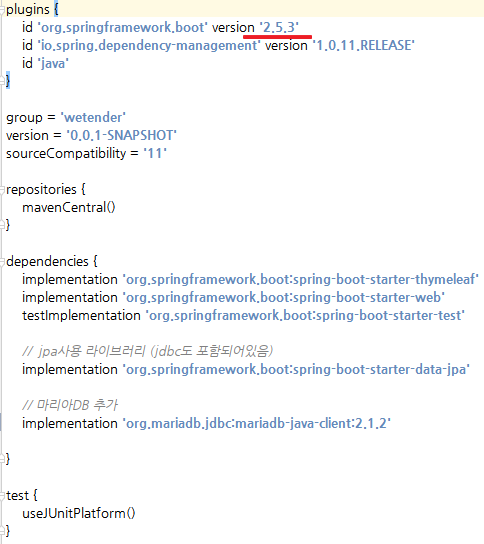 plugins {
id 'org.springframework.boot' version '2.5.3'
id 'io.spring.dependency-management' version '1.0.11.RELEASE'
id 'java'
}
group = 'wetender'
version = '0.0.1-SNAPSHOT'
sourceCompatibility = '11'
repositories {
mavenCentral()
}
dependencies {
implementation 'org.springframework.boot:spring-boot-starter-thymeleaf'
implementation 'org.springframework.boot:spring-boot-starter-web'
testImplementation 'org.springframework.boot:spring-boot-starter-test'
// jpa사용 라이브러리 (jdbc도 포함되어있음)
implementation 'org.springframework.boot:spring-boot-starter-data-jpa'
// 마리아DB 추가
implementation 'org.mariadb.jdbc:mariadb-java-client:2.1.2'
}
test {
useJUnitPlatform()
}